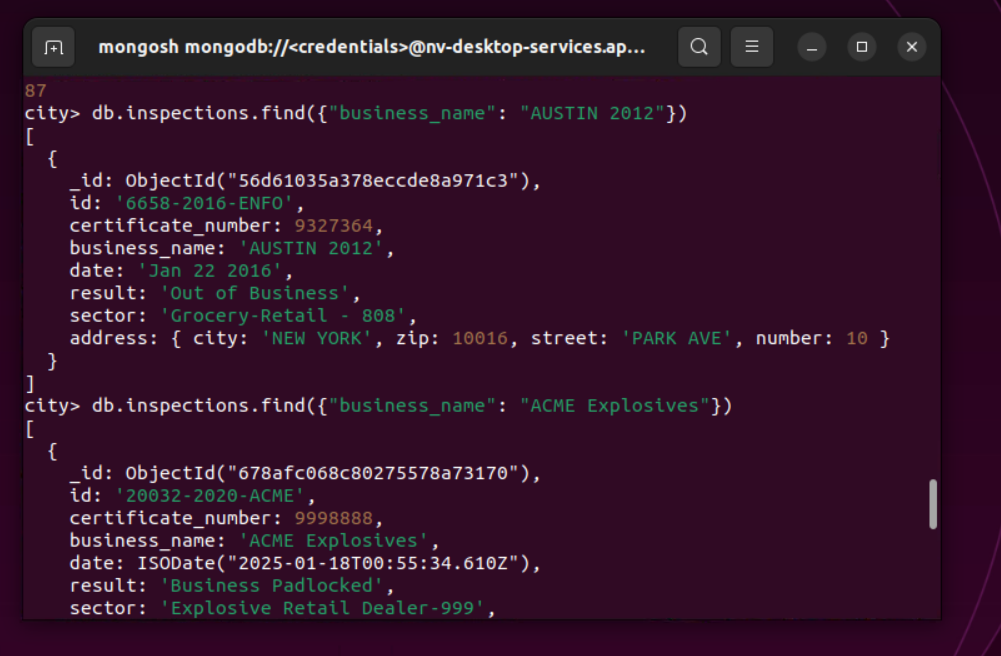 mongosh mongodb://<credentials>@nv-desktop-services.ap...
87
city> db.inspections.find({"business_name": "AUSTIN 2012"})
[
  {
    _id: ObjectId("56d61035a378eccde8a971c3"),
    id: '6658-2016-ENFO',
    certificate_number: 9327364,
    business_name: 'AUSTIN 2012',
    date: 'Jan 22 2016',
    result: 'Out of Business',
    sector: 'Grocery-Retail - 808',
    address: { city: 'NEW YORK', zip: 10016, street: 'PARK AVE', number: 10 }
  }
]
city> db.inspections.find({"business_name": "ACME Explosives"})
[
  {
    _id: ObjectId("678afc068c80275578a73170"),
    id: '20032-2020-ACME',
    certificate_number: 9998888,
    business_name: 'ACME Explosives',
    date: ISODate("2025-01-18T00:55:34.610Z"),
    result: 'Business Padlocked',
    sector: 'Explosive Retail Dealer-999',